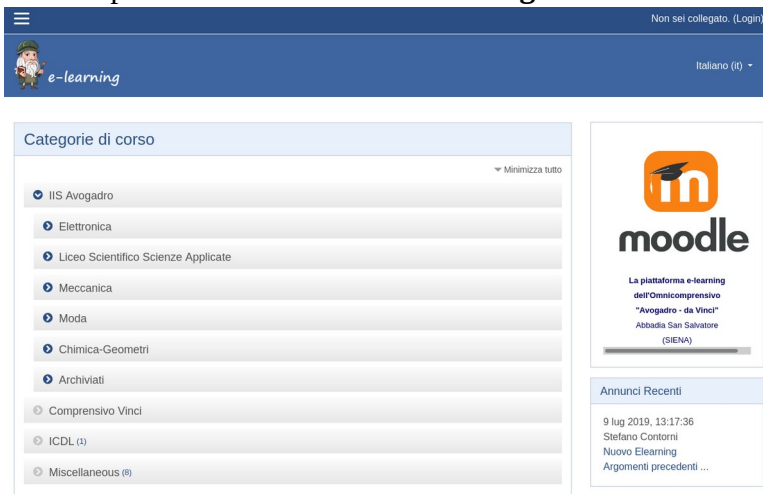 Non sei collegato. (Login)
e-learning
Italiano (it)
Categorie di corso
Minimizza tutto
IIS Avogadro
Elettronica
Liceo Scientifico Scienze Applicate
Meccanica
Moda
Chimica-Geometri
Archiviati
Comprensivo Vinci
ICDL (1)
Miscellaneous (8)
moodle
La piattaforma e-learning
dell'Omnicomprensivo
"Avogadro - da Vinci"
Abbadia San Salvatore
(SIENA)
Annunci Recenti
9 lug 2019, 13:17:36
Stefano Contorni
Nuovo Elearning
Argomenti precedenti ...